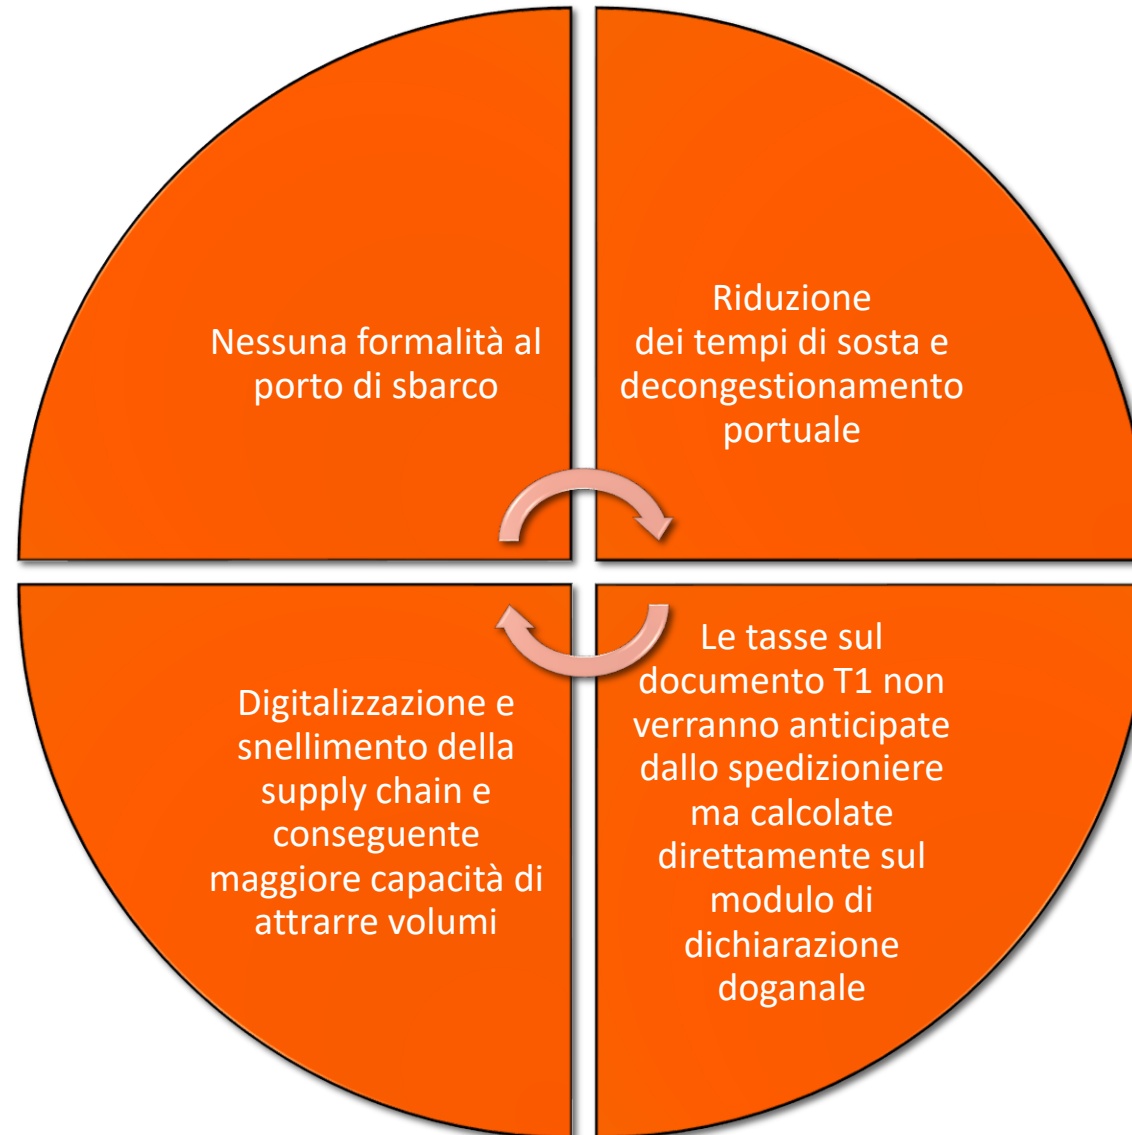 Nessuna formalità al
porto di sbarco
Riduzione
dei tempi di sosta e
decongestionamento
portuale
Le tasse sul
documento T1 non
verranno anticipate
dallo spedizioniere
ma calcolate
direttamente sul
modulo di
dichiarazione
doganale
Digitalizzazione e
snellimento della
supply chain e
conseguente
maggiore capacità di
attrarre volumi